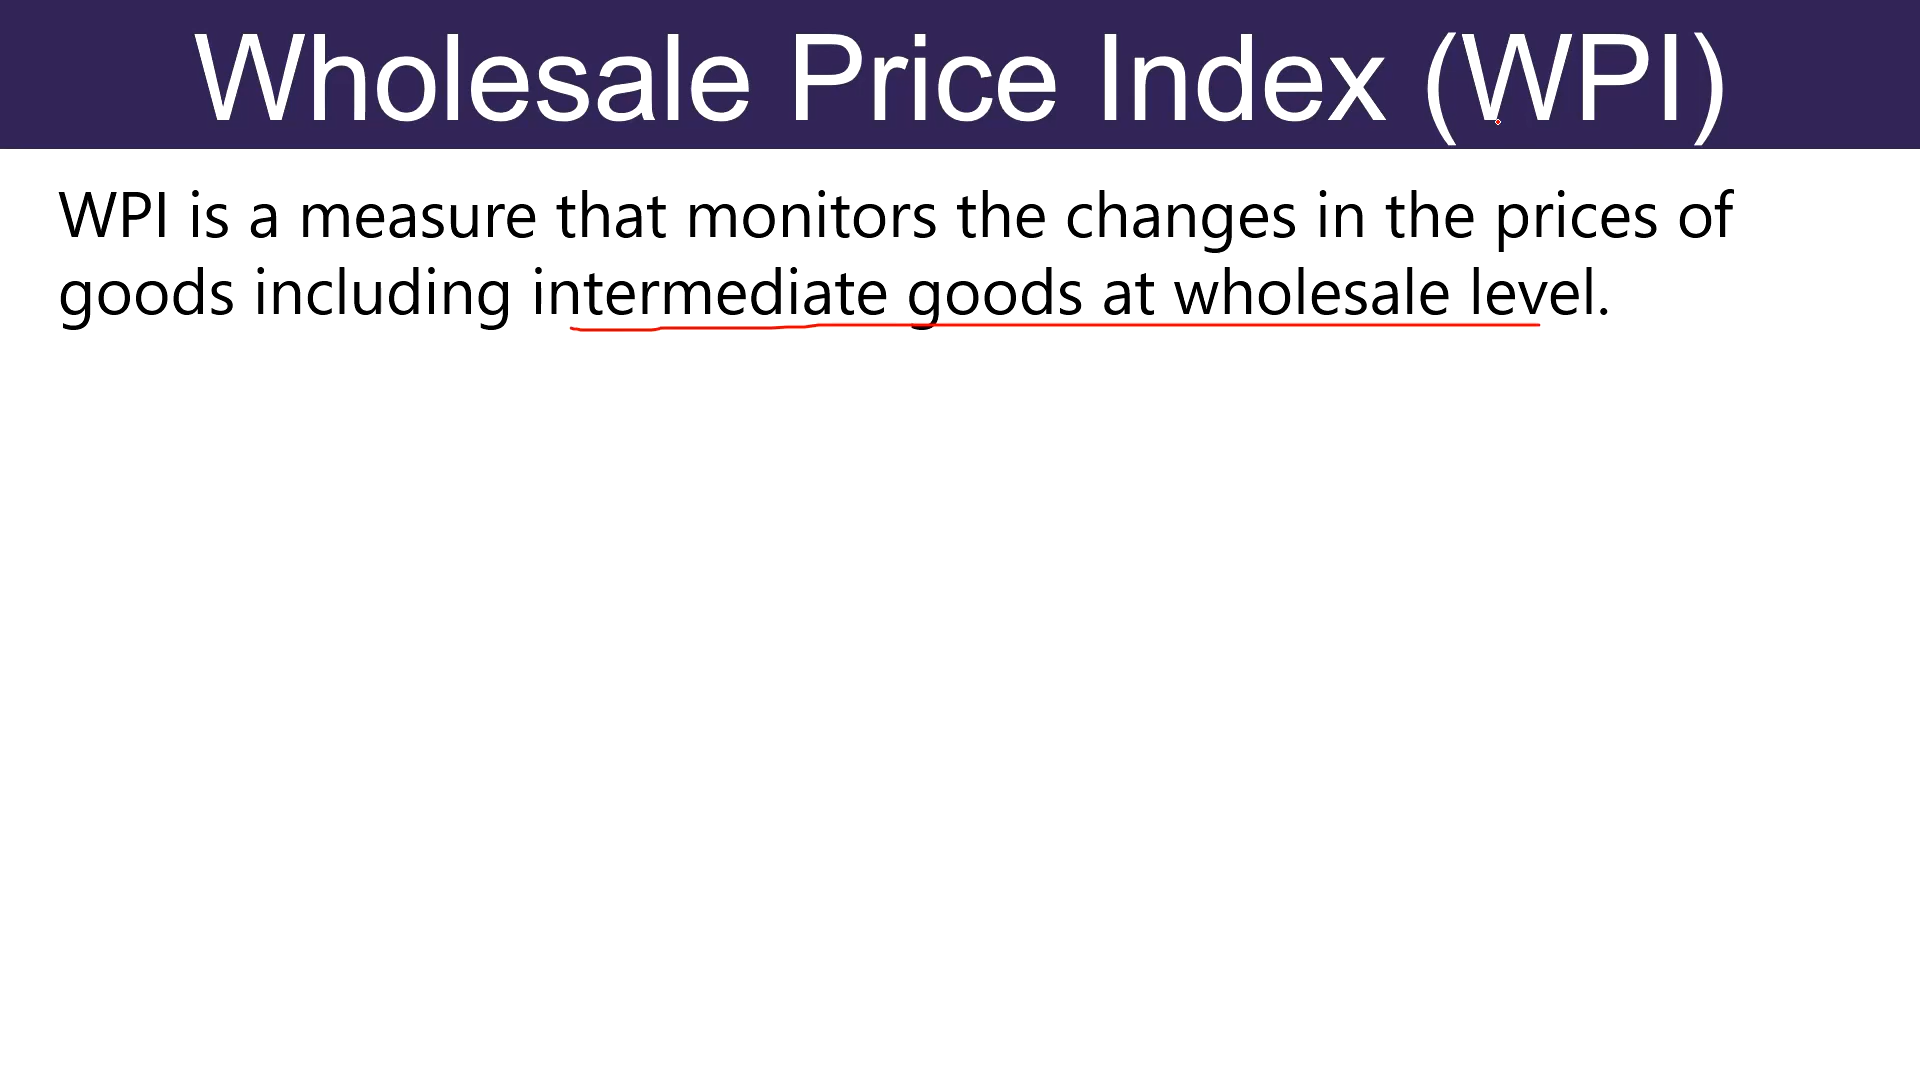 Wholesale Price Index (WPI)
WPI is a measure that monitors the changes in the prices of
goods including intermediate goods at wholesale level.